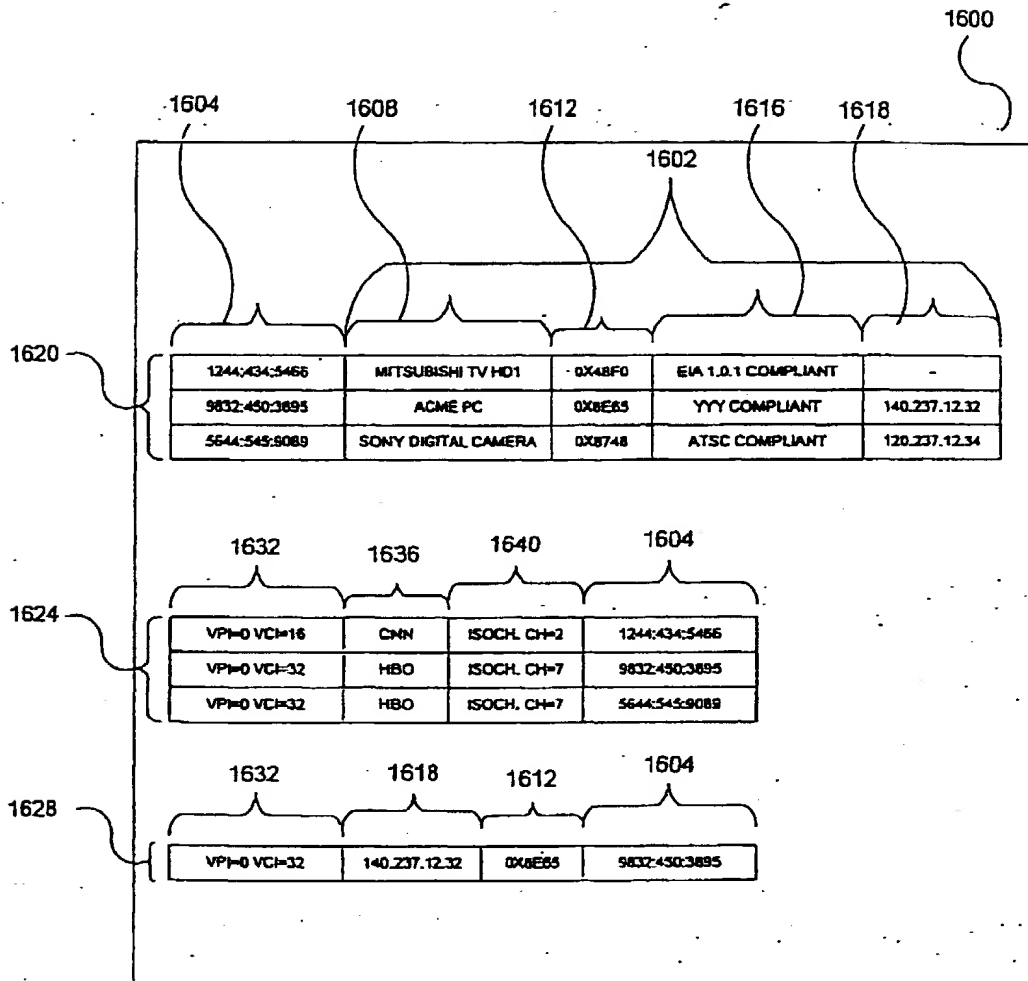 1600
1604 1608 1612 1616 1618
1602
1620
1244:434:5466 MITSUBISHI TV HD1 0X48F0 EIA 1.0.1 COMPLIANT -
9832:450:3895 ACME PC 0X8E65 YYY COMPLIANT 140.237.12.32
5644:545:9089 SONY DIGITAL CAMERA 0X8748 ATSC COMPLIANT 120.237.12.34
1632 1636 1640 1604
1624
VPI=0 VCI=16 CNN ISOCH. CH=2 1244:434:5466
VPI=0 VCI=32 HBO ISOCH. CH=7 9832:450:3895
VPI=0 VCI=32 HBO ISOCH. CH=7 5644:545:9089
1632 1618 1612 1604
1628
VPI=0 VCI=32 140.237.12.32 0X8E65 9832:450:3895